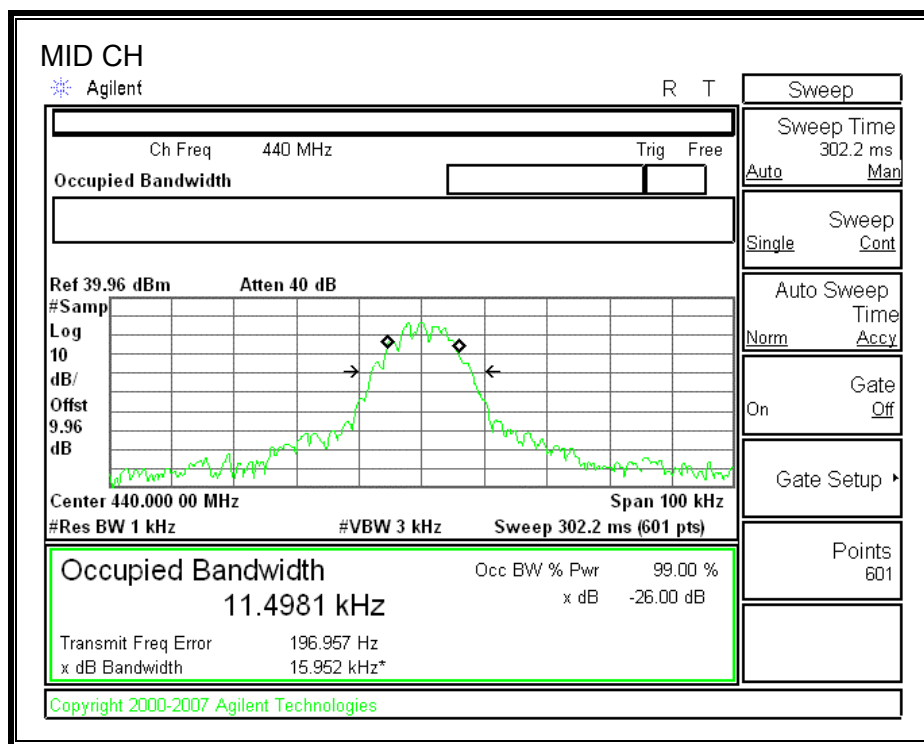 MID CH
Agilent R T
Ch Freq 440 MHz Trig Free
Occupied Bandwidth
Ref 39.96 dBm Atten 40 dB
#Samp
Log
10
dB/
Offst
9.96
dB
Center 440.000 00 MHz Span 100 kHz
#Res BW 1 kHz #VBW 3 kHz Sweep 302.2 ms (601 pts)
Occupied Bandwidth Occ BW % Pwr 99.00 %
11.4981 kHz x dB -26.00 dB
Transmit Freq Error 196.957 Hz
x dB Bandwidth 15.952 kHz*
Copyright 2000-2007 Agilent Technologies
Sweep
Sweep Time
302.2 ms
Auto Man
Sweep
Single Cont
Auto Sweep
Time
Norm Accy
Gate
On Off
Gate Setup
Points
601